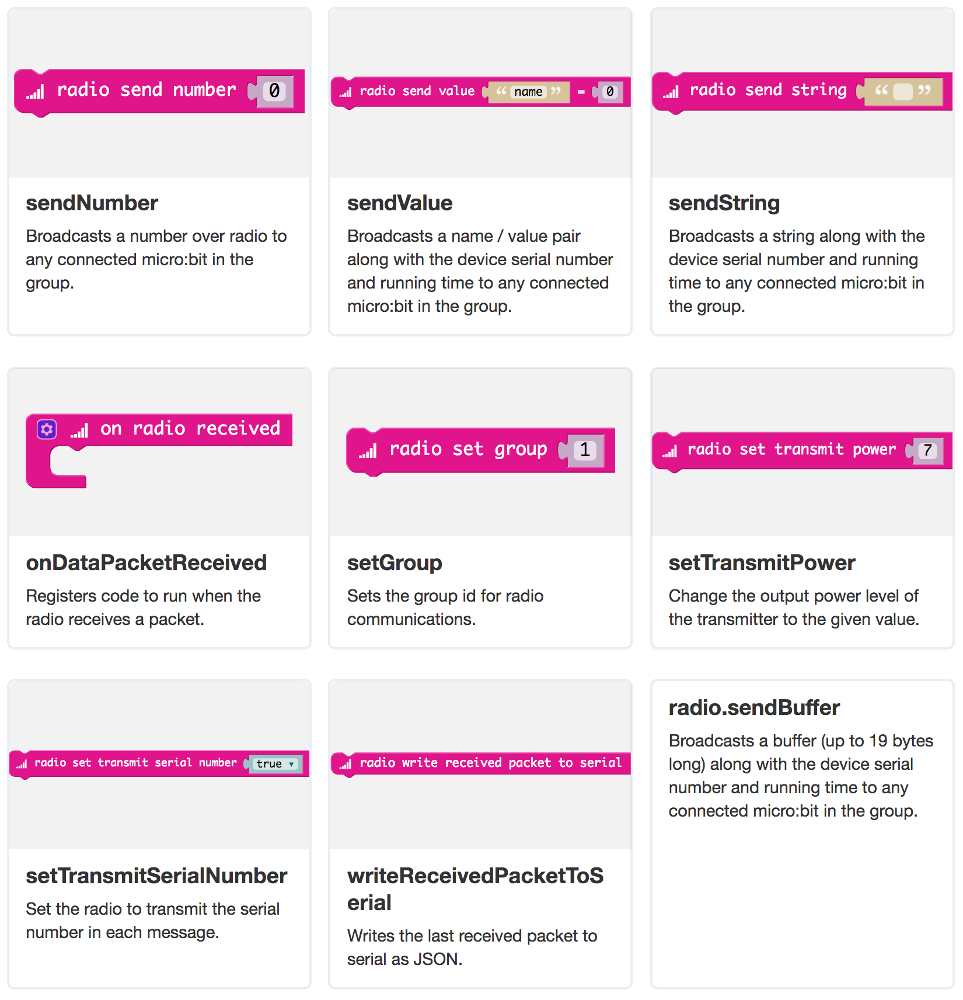 radio send number 0
sendNumber
Broadcasts a number over radio to
any connected micro:bit in the
group.
radio send value “ name ” = 0
sendValue
Broadcasts a name / value pair
along with the device serial number
and running time to any connected
micro:bit in the group.
radio send string “ ”
sendString
Broadcasts a string along with the
device serial number and running
time to any connected micro:bit in
the group.
on radio received
onDataPacketReceived
Registers code to run when the
radio receives a packet.
radio set group 1
setGroup
Sets the group id for radio
communications.
radio set transmit power 7
setTransmitPower
Change the output power level of
the transmitter to the given value.
radio set transmit serial number true ▾
setTransmitSerialNumber
Set the radio to transmit the serial
number in each message.
radio write received packet to serial
writeReceivedPacketToS
erial
Writes the last received packet to
serial as JSON.
radio.sendBuffer
Broadcasts a buffer (up to 19 bytes
long) along with the device serial
number and running time to any
connected micro:bit in the group.